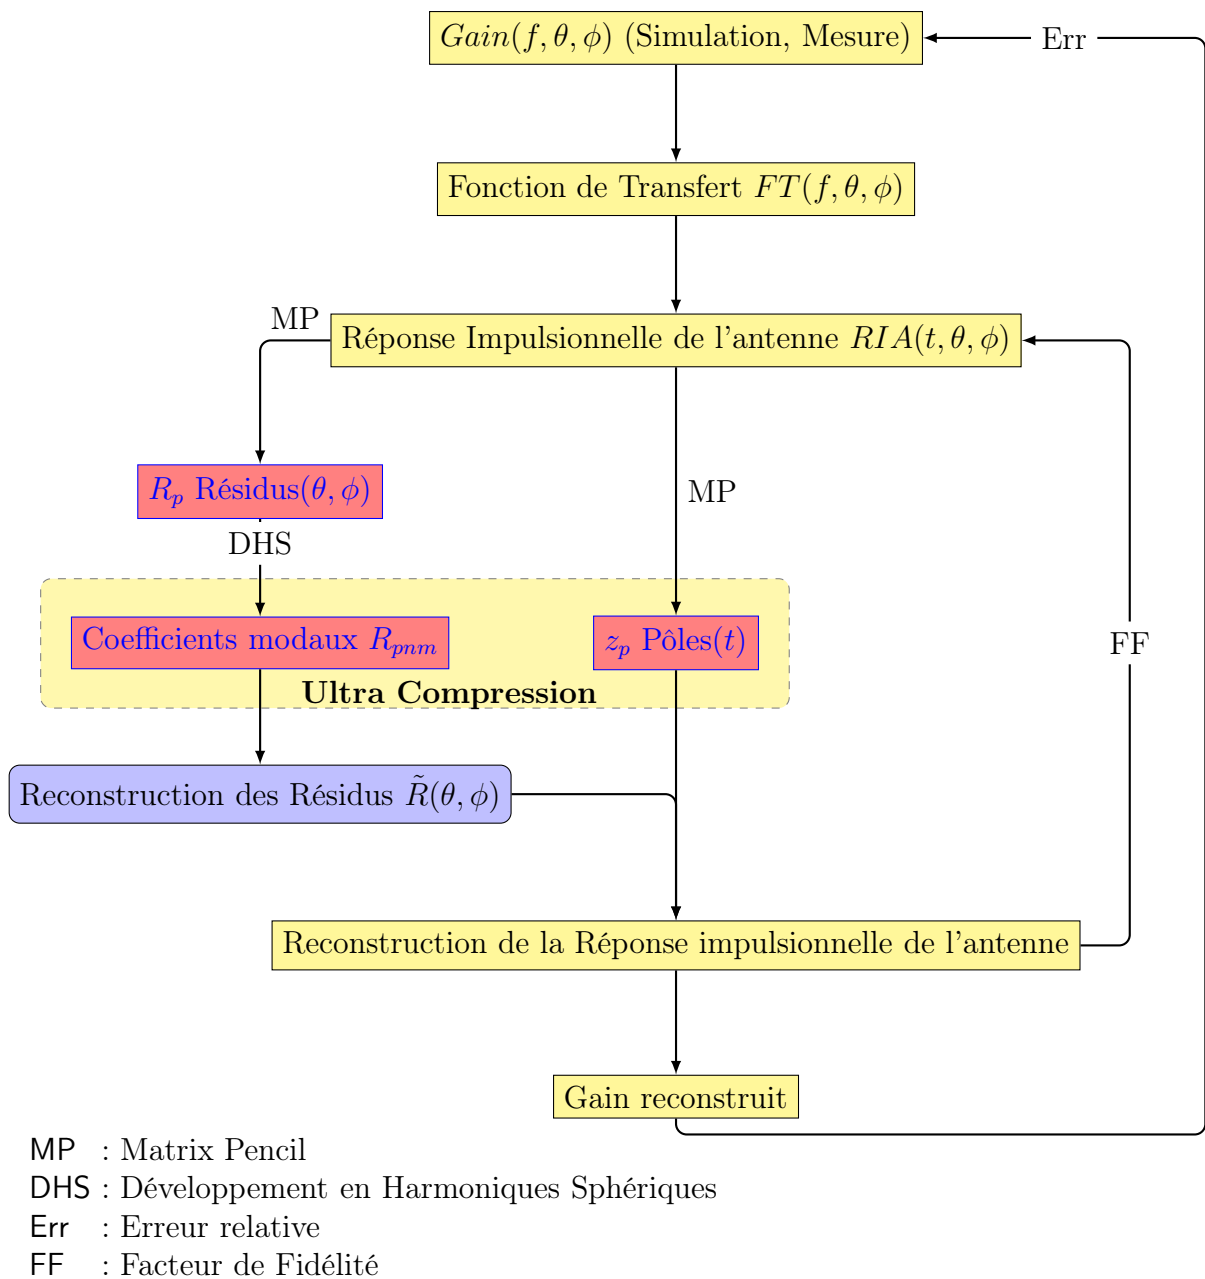 Gain(f, θ, ϕ) (Simulation, Mesure)
Err
Fonction de Transfert FT(f, θ, ϕ)
MP
Réponse Impulsionnelle de l'antenne RIA(t, θ, ϕ)
R_p Résidus(θ, ϕ)
MP
DHS
Coefficients modaux R_pnm
z_p Pôles(t)
FF
Ultra Compression
Reconstruction des Résidus R̃(θ, ϕ)
Reconstruction de la Réponse impulsionnelle de l'antenne
Gain reconstruit
MP : Matrix Pencil
DHS : Développement en Harmoniques Sphériques
Err : Erreur relative
FF : Facteur de Fidélité